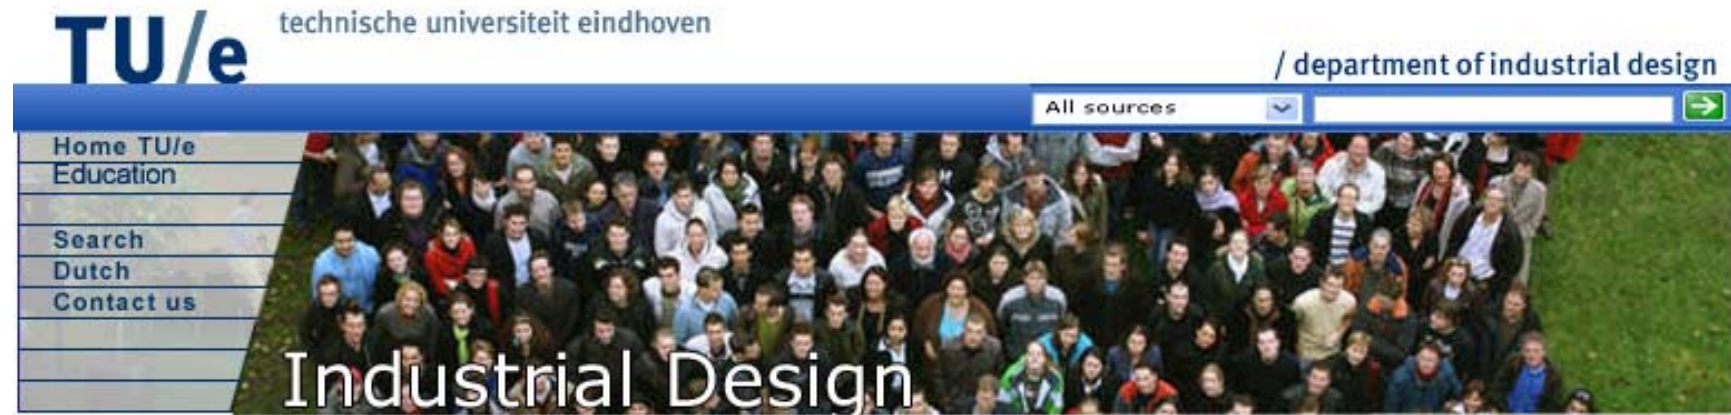 TU/e technische universiteit eindhoven
/ department of industrial design
All sources
Home TU/e
Education
Search
Dutch
Contact us
Industrial Design